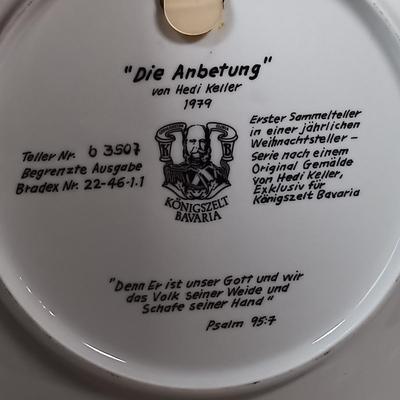 "Die Anbetung"
von Hedi Keller
1979
Teller Nr. b 3507
Begrenzte Ausgabe
Bradex Nr. 22-46-1.1
KÖNIGSZELT
BAVARIA
Erster Sammelteller
in einer jährlichen
Weihnachtsteller –
Serie nach einem
Original Gemälde
von Hedi Keller,
Exklusiv für
Königszelt Bavaria
"Denn Er ist unser Gott und wir
das Volk seiner Weide und
Schafe seiner Hand"
Psalm 95:7